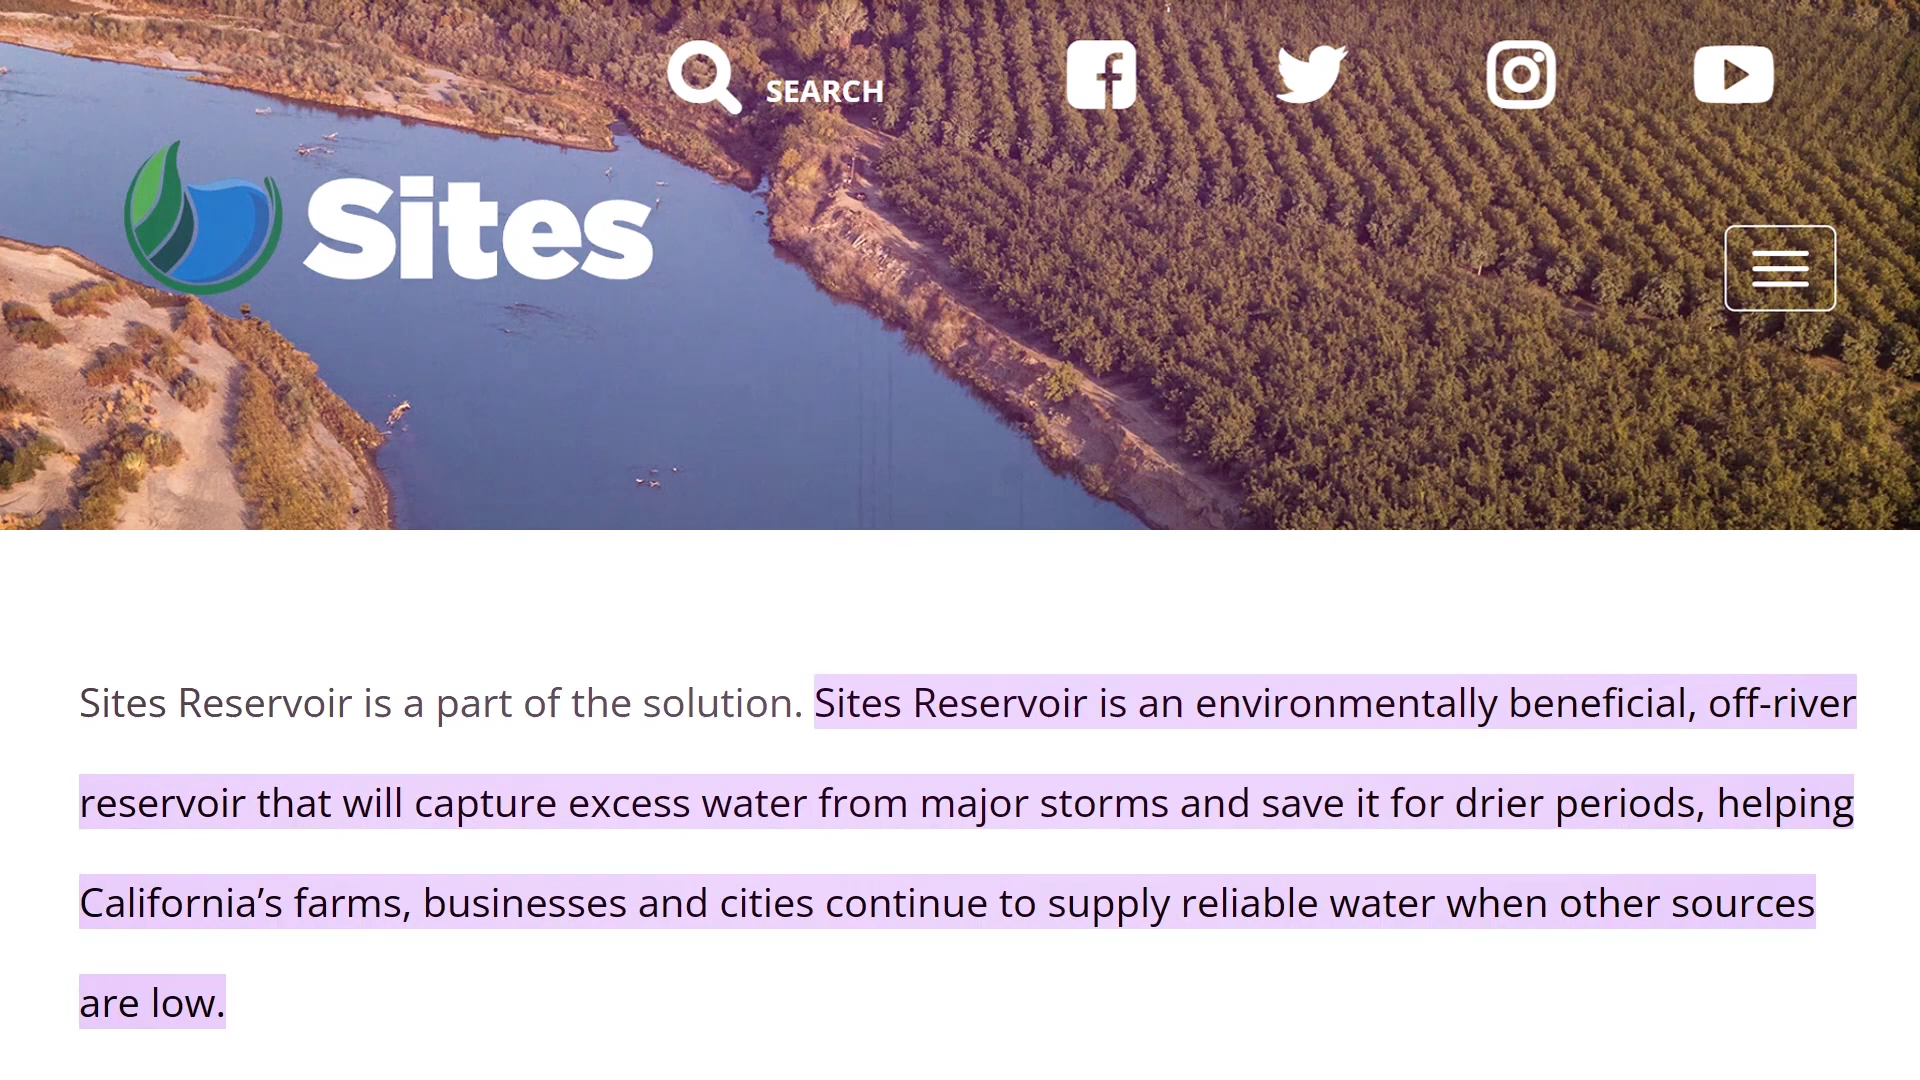 SEARCH
Sites
Sites Reservoir is a part of the solution. Sites Reservoir is an environmentally beneficial, off-river
reservoir that will capture excess water from major storms and save it for drier periods, helping
California’s farms, businesses and cities continue to supply reliable water when other sources
are low.